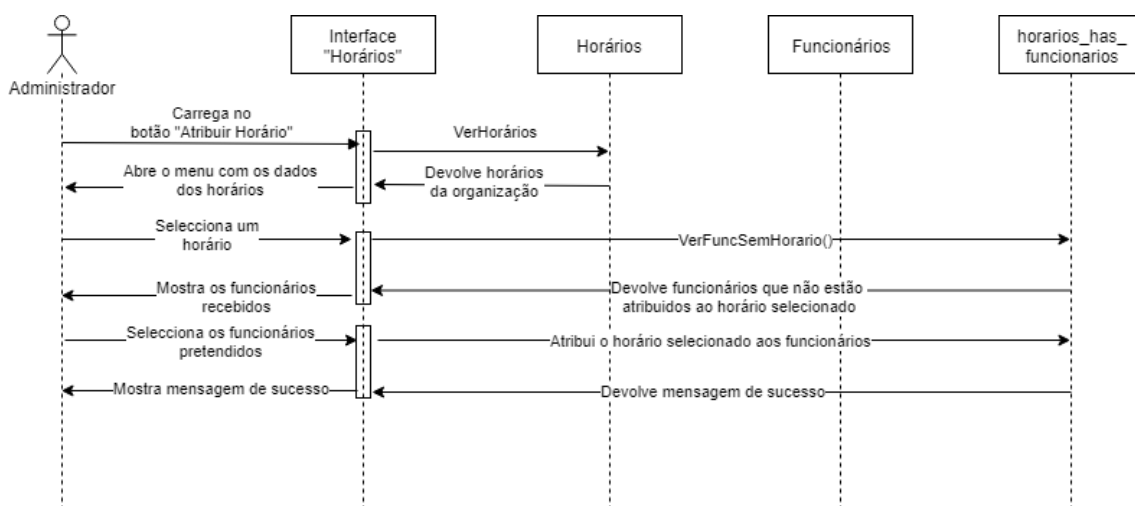 Administrador
Interface
"Horários"
Horários
Funcionários
horarios_has_
funcionarios
Carrega no
botão "Atribuir Horário"
VerHorários
Abre o menu com os dados
dos horários
Devolve horários
da organização
Selecciona um
horário
VerFuncSemHorario()
Mostra os funcionários
recebidos
Devolve funcionários que não estão
atribuidos ao horário selecionado
Selecciona os funcionários
pretendidos
Atribui o horário selecionado aos funcionários
Mostra mensagem de sucesso
Devolve mensagem de sucesso